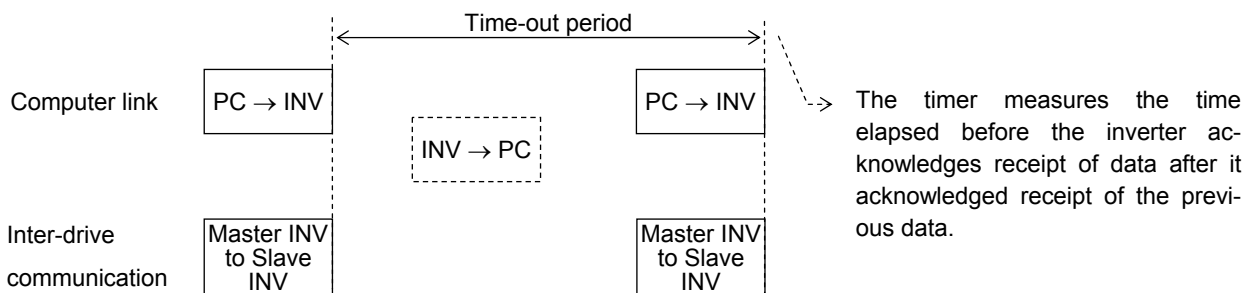 Time-out period
Computer link
PC → INV
PC → INV
INV → PC
The timer measures the time
elapsed before the inverter ac-
knowledges receipt of data after it
acknowledged receipt of the previ-
ous data.
Inter-drive
communication
Master INV
to Slave
INV
Master INV
to Slave
INV